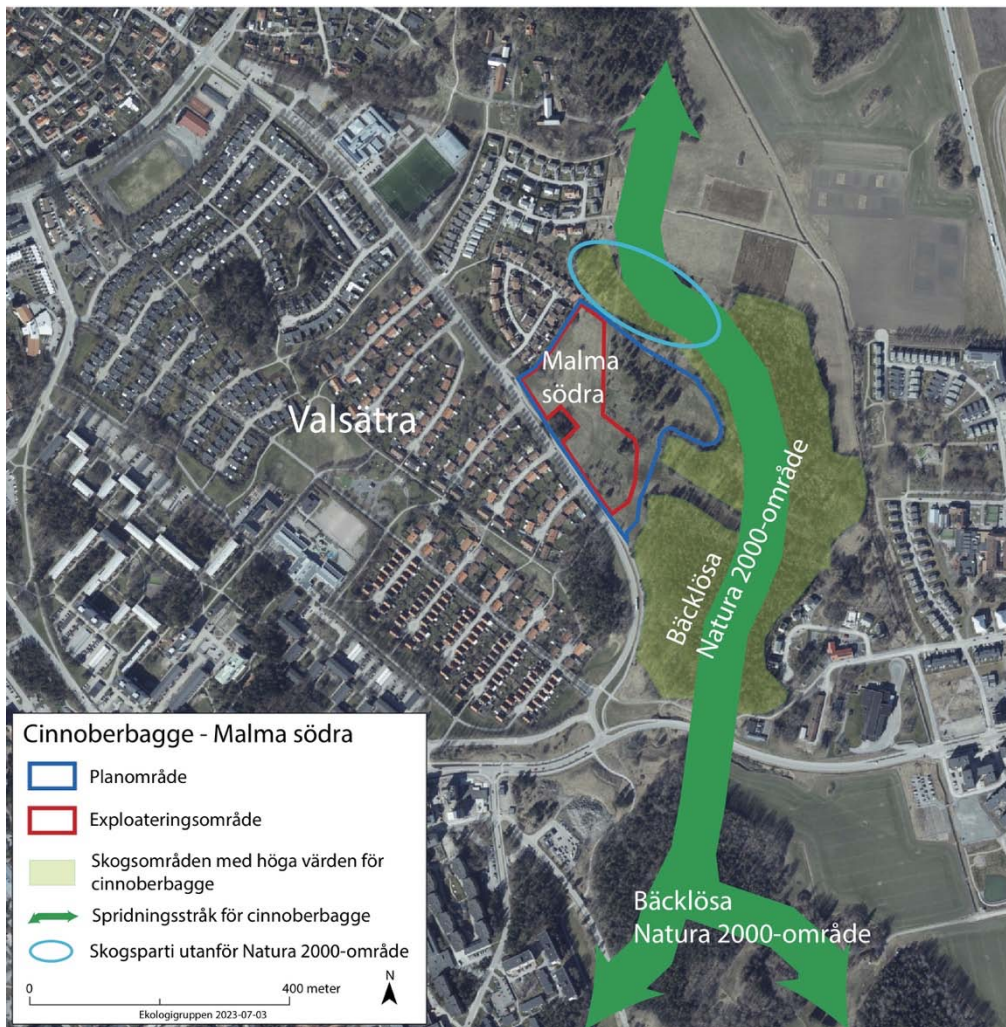 Malma
södra
Valsätra
Bäcklösa
Natura 2000-område
Bäcklösa
Natura 2000-område
Cinnoberbagge - Malma södra
Planområde
Exploateringsområde
Skogsområden med höga värden för
cinnoberbagge
Spridningsstråk för cinnoberbagge
Skogsparti utanför Natura 2000-område
N
0
400 meter
Ekologigruppen 2023-07-03